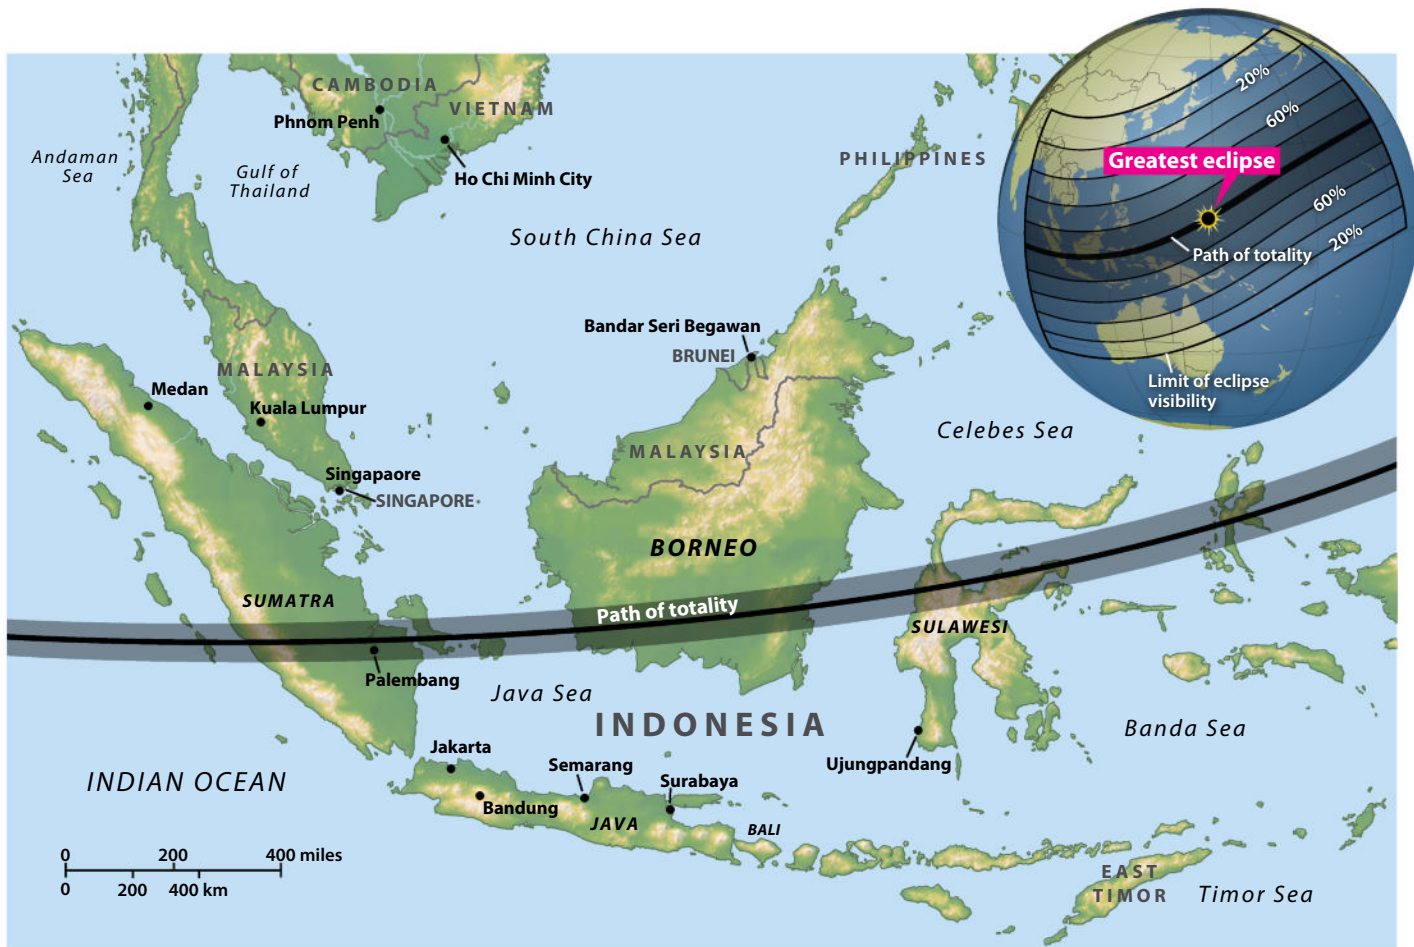 CAMBODIA
VIETNAM
Phnom Penh
Ho Chi Minh City
Andaman
Sea
Gulf of
Thailand
South China Sea
PHILIPPINES
20%
60%
Greatest eclipse
60%
20%
Path of totality
Limit of eclipse
visibility
Bandar Seri Begawan
BRUNEI
MALAYSIA
Medan
Kuala Lumpur
MALAYSIA
Celebes Sea
Singapaore
SINGAPORE
BORNEO
SUMATRA
Path of totality
SULAWESI
Palembang
Java Sea
INDONESIA
Banda Sea
Jakarta
Semarang
Surabaya
Ujungpandang
INDIAN OCEAN
Bandung
JAVA
BALI
0 200 400 miles
0 200 400 km
EAST
TIMOR
Timor Sea